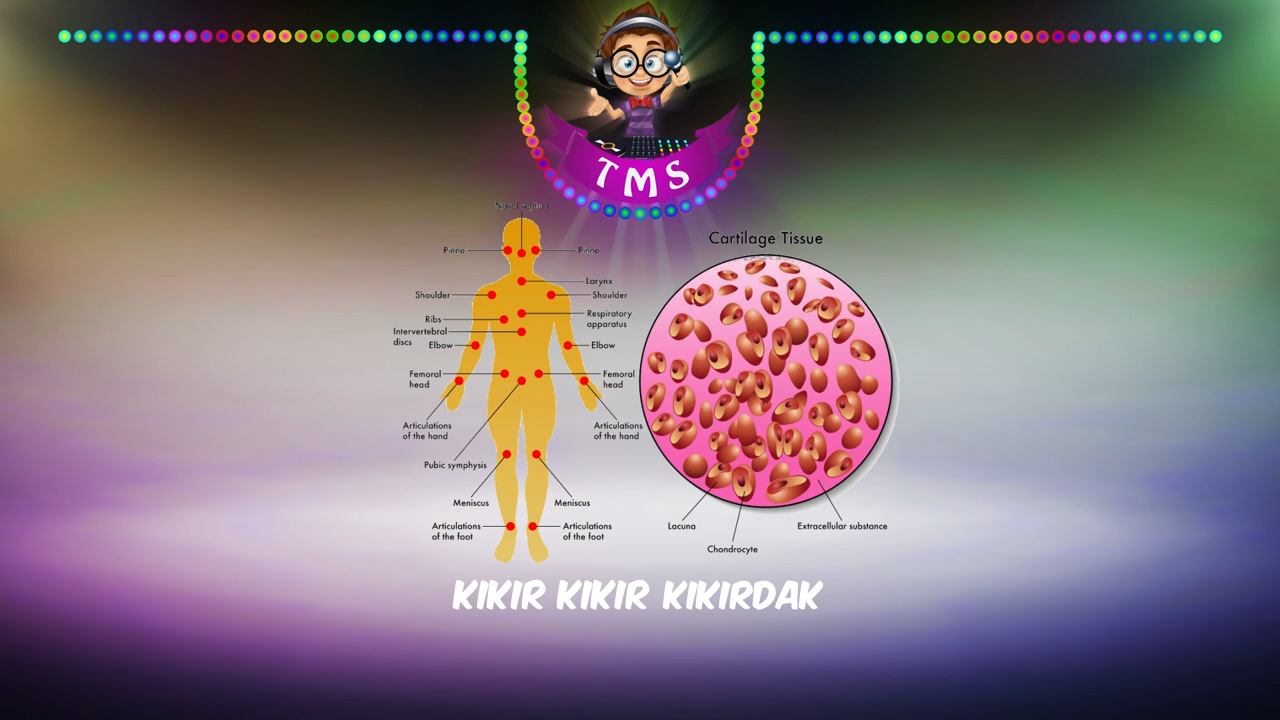 TMS
Nasal septum
Pinna
Pinna
Larynx
Shoulder
Shoulder
Ribs
Respiratory
apparatus
Intervertebral
discs
Elbow
Elbow
Femoral
head
Femoral
head
Articulations
of the hand
Articulations
of the hand
Pubic symphysis
Meniscus
Meniscus
Articulations
of the foot
Articulations
of the foot
Cartilage Tissue
Lacuna
Extracellular substance
Chondrocyte
KIKIR KIKIR KIKIRDAK